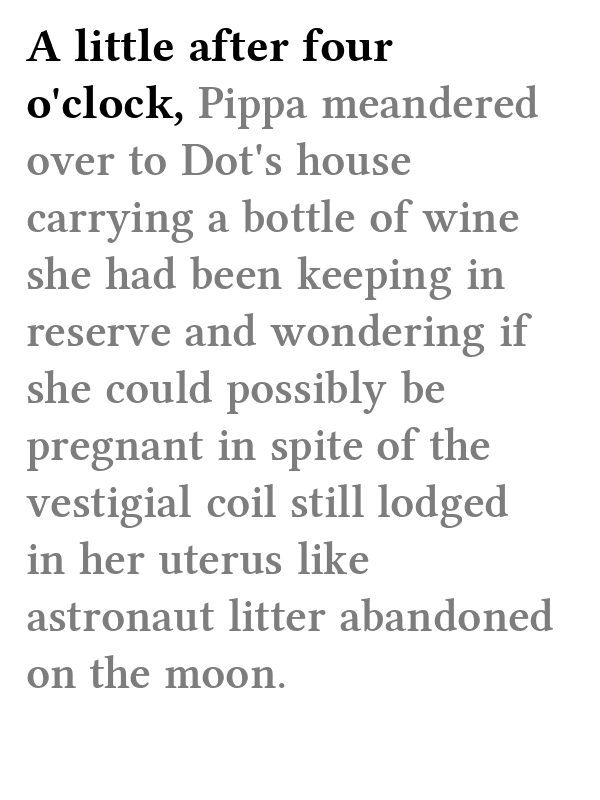 A little after four
o'clock, Pippa meandered
over to Dot's house
carrying a bottle of wine
she had been keeping in
reserve and wondering if
she could possibly be
pregnant in spite of the
vestigial coil still lodged
in her uterus like
astronaut litter abandoned
on the moon.